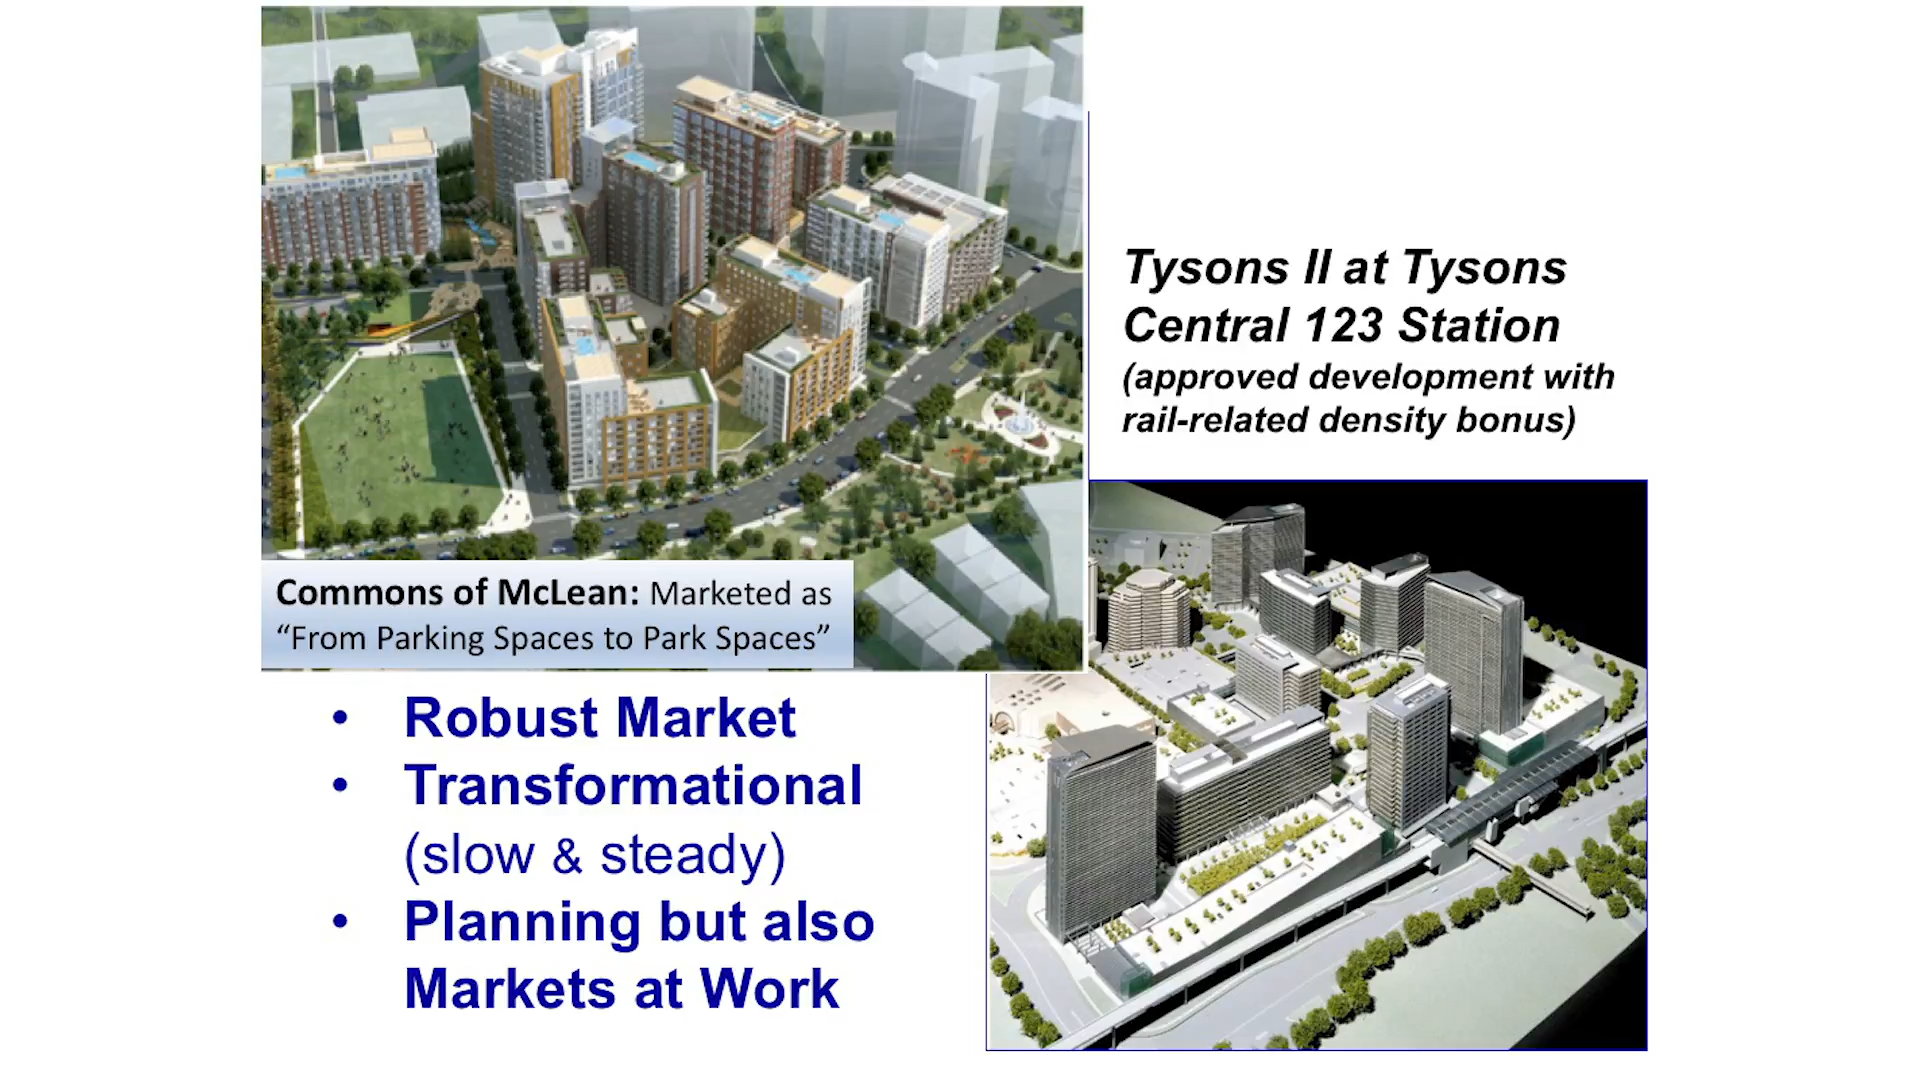 Tysons II at Tysons
Central 123 Station
(approved development with
rail-related density bonus)
Commons of McLean: Marketed as
“From Parking Spaces to Park Spaces”
• Robust Market
• Transformational
(slow & steady)
• Planning but also
Markets at Work